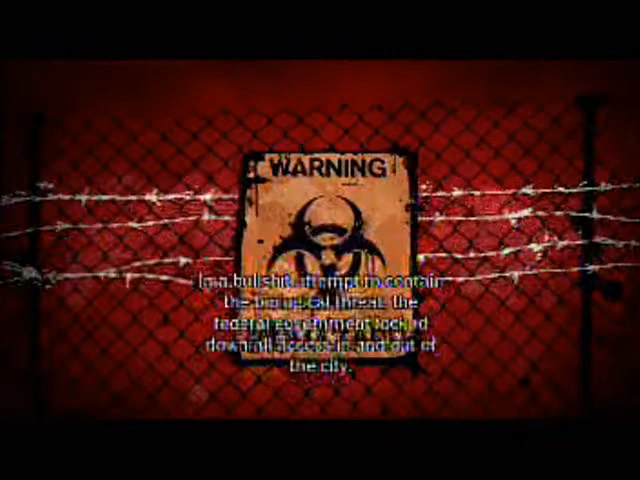 WARNING
In a bullshit attempt to contain
the biological threat, the
federal government locked
down all access in and out of
the city.